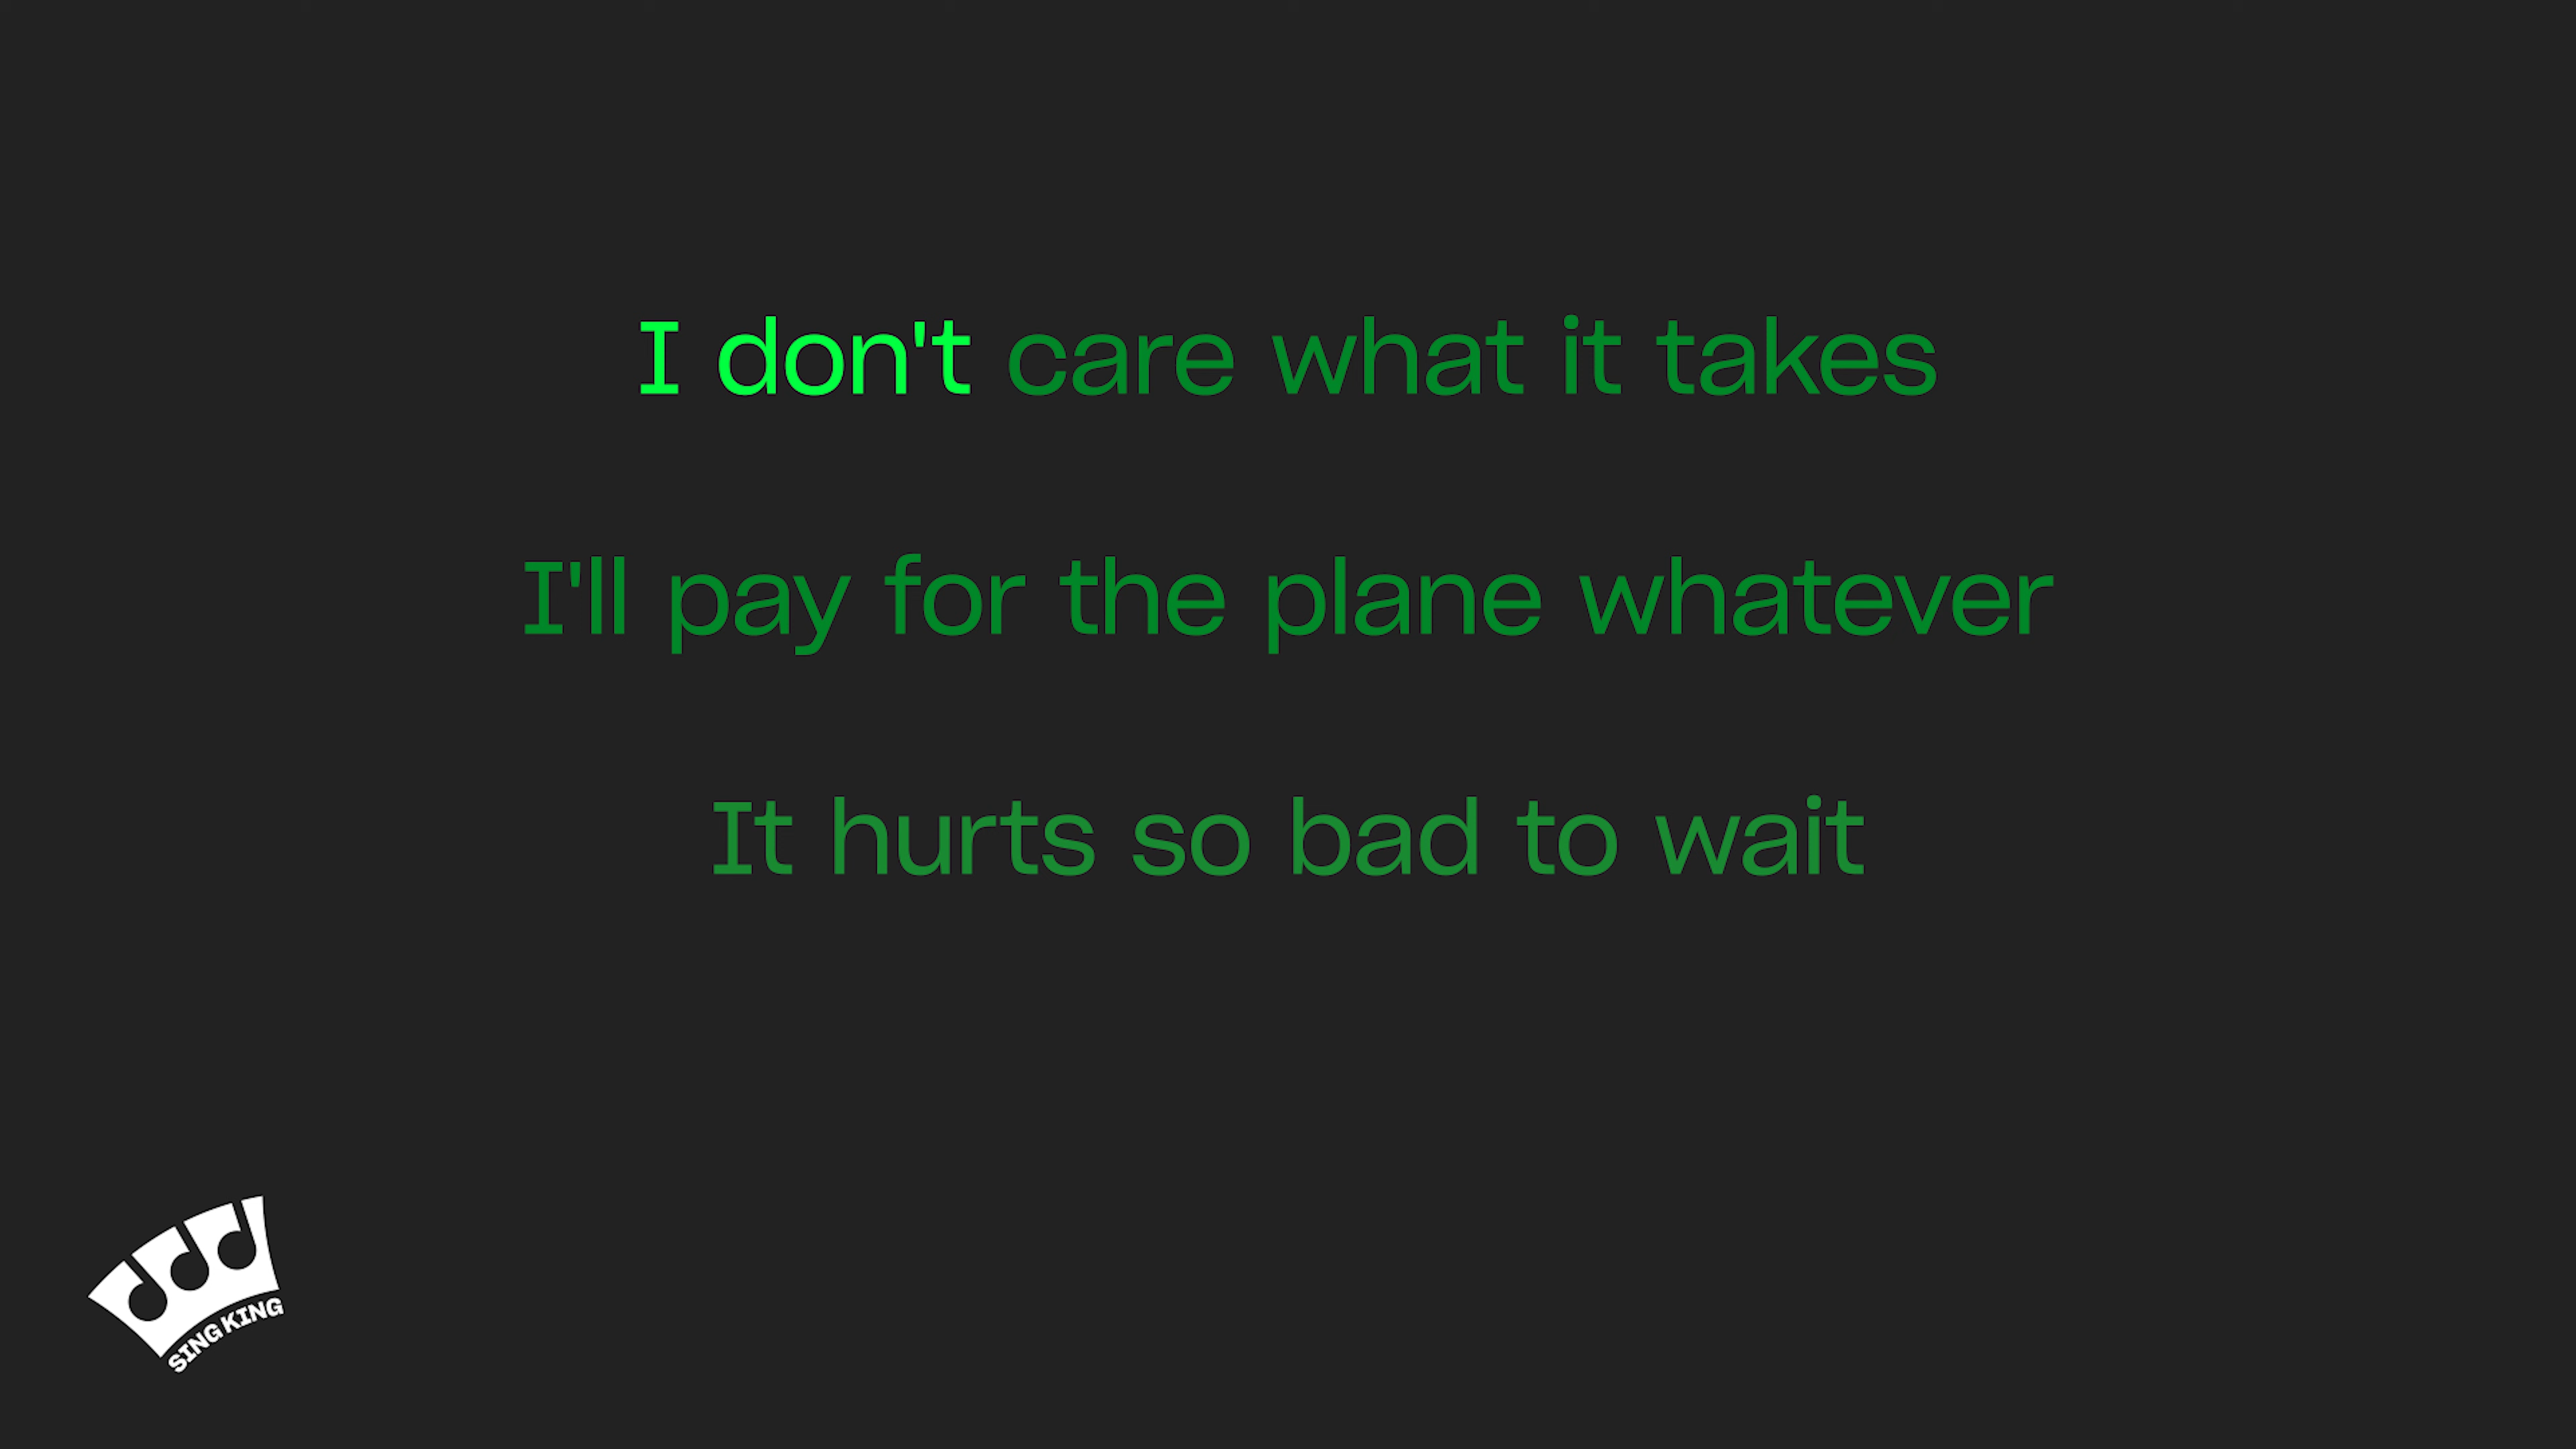 I don't care what it takes
I'll pay for the plane whatever
It hurts so bad to wait
SING KING